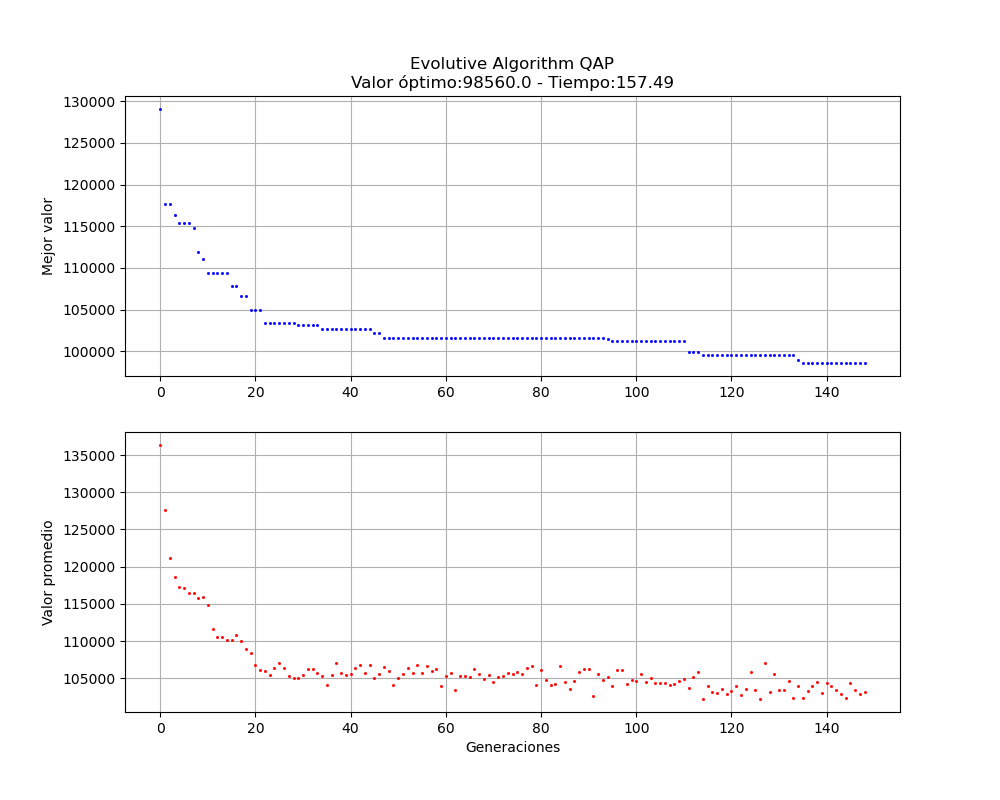 Evolutive Algorithm QAP
Valor óptimo:98560.0 - Tiempo:157.49
Mejor valor
130000
125000
120000
115000
110000
105000
100000
0 20 40 60 80 100 120 140
Valor promedio
135000
130000
125000
120000
115000
110000
105000
0 20 40 60 80 100 120 140
Generaciones